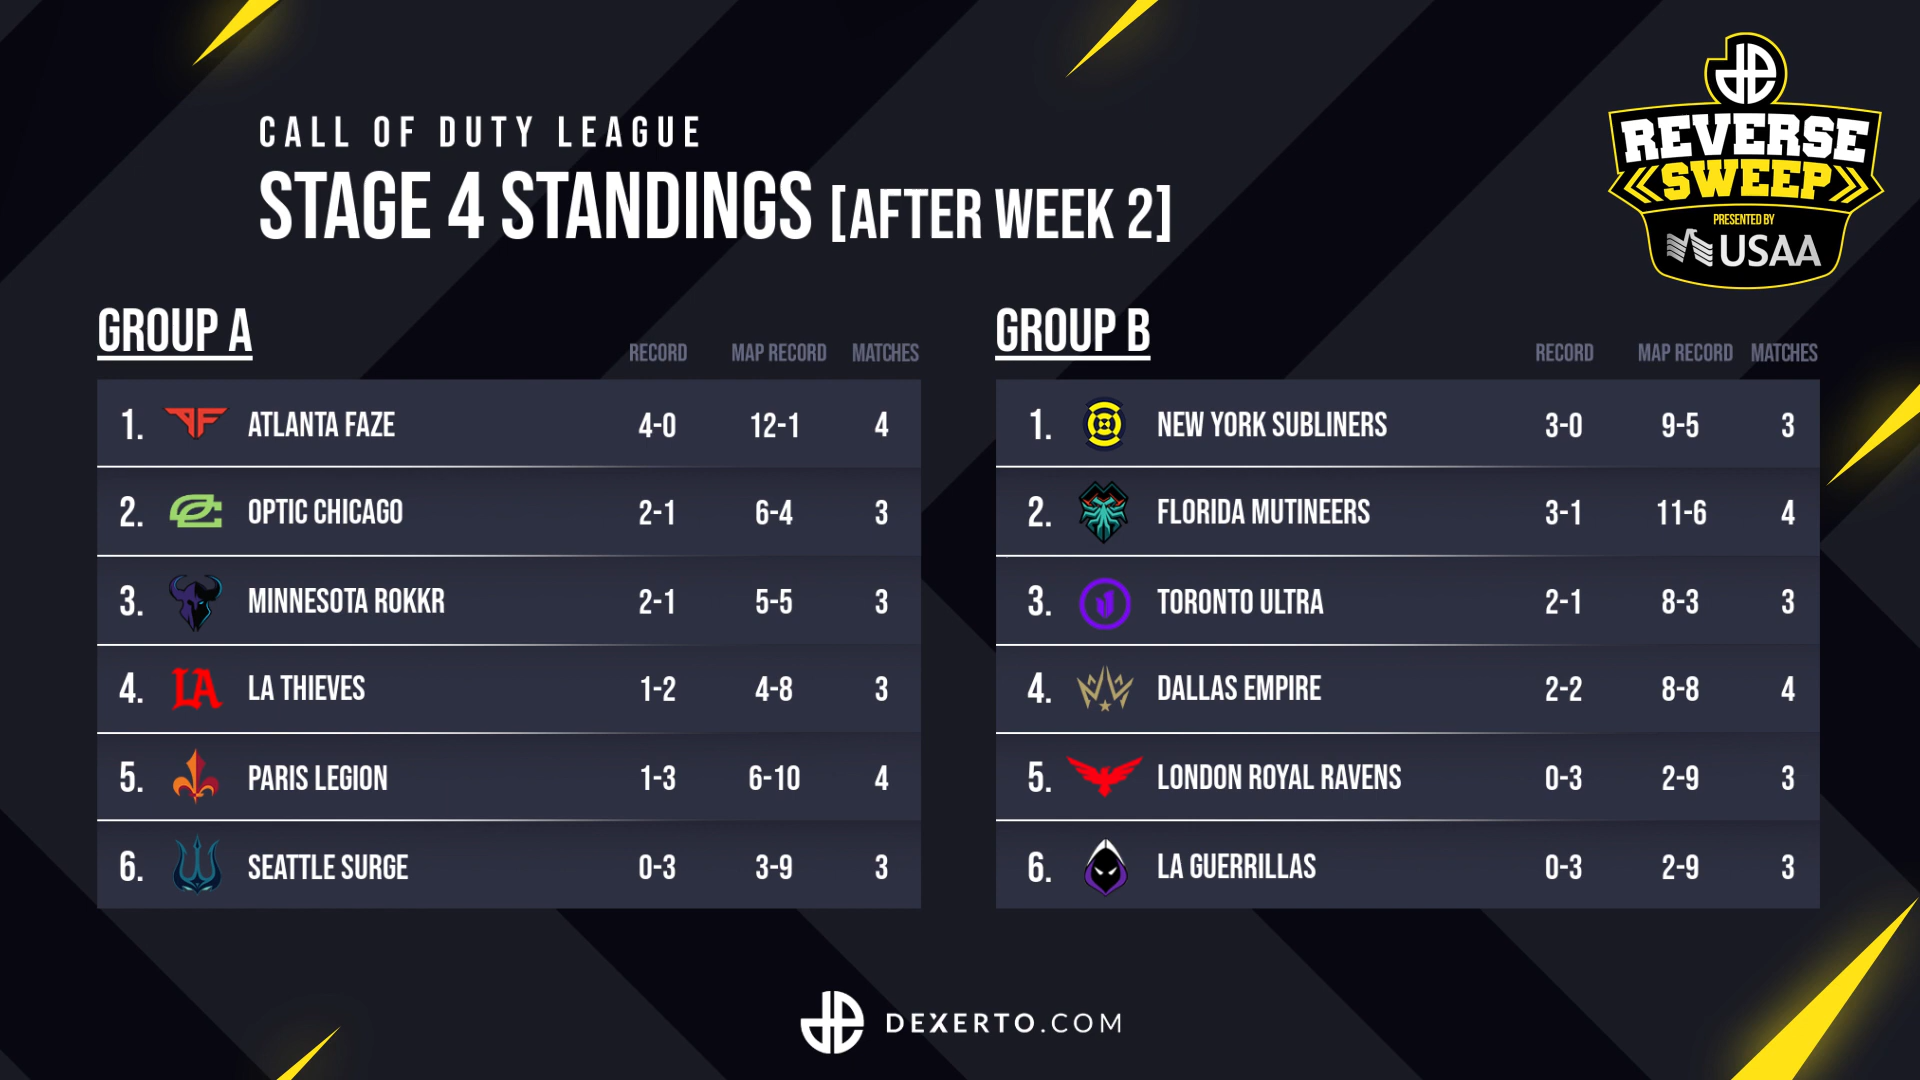 CALL OF DUTY LEAGUE
STAGE 4 STANDINGS [AFTER WEEK 2]
REVERSE
SWEEP
PRESENTED BY
USAA
GROUP A
RECORD MAP RECORD MATCHES
1. ATLANTA FAZE 4-0 12-1 4
2. OPTIC CHICAGO 2-1 6-4 3
3. MINNESOTA ROKKR 2-1 5-5 3
4. LA LA THIEVES 1-2 4-8 3
5. PARIS LEGION 1-3 6-10 4
6. SEATTLE SURGE 0-3 3-9 3
GROUP B
RECORD MAP RECORD MATCHES
1. NEW YORK SUBLINERS 3-0 9-5 3
2. FLORIDA MUTINEERS 3-1 11-6 4
3. TORONTO ULTRA 2-1 8-3 3
4. DALLAS EMPIRE 2-2 8-8 4
5. LONDON ROYAL RAVENS 0-3 2-9 3
6. LA GUERRILLAS 0-3 2-9 3
DEXERTO.COM